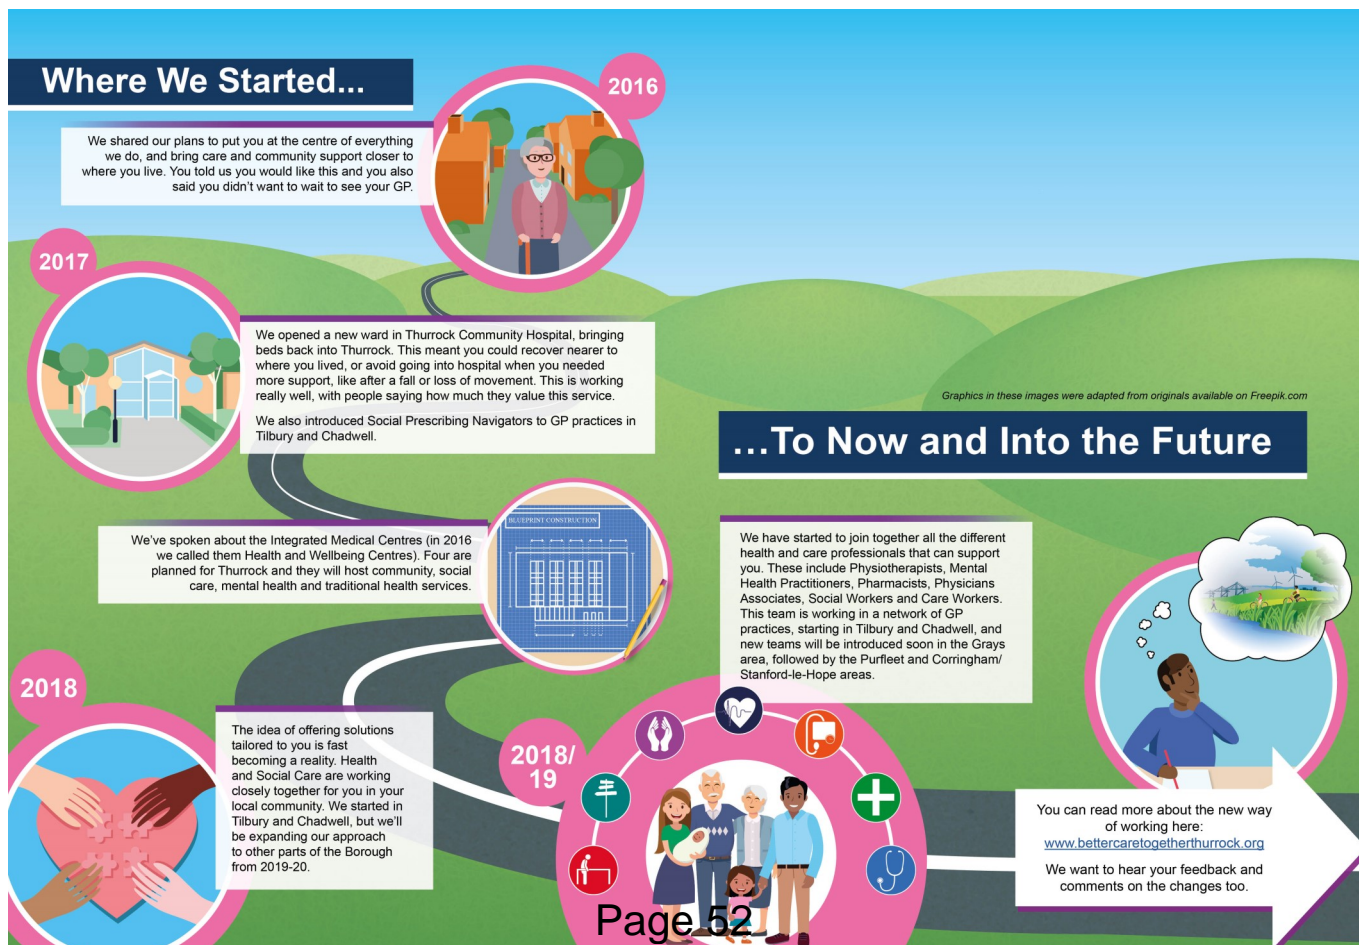 Where We Started...
2016
We shared our plans to put you at the centre of everything
we do, and bring care and community support closer to
where you live. You told us you would like this and you also
said you didn't want to wait to see your GP.
2017
We opened a new ward in Thurrock Community Hospital, bringing
beds back into Thurrock. This meant you could recover nearer to
where you lived, or avoid going into hospital when you needed
more support, like after a fall or loss of movement. This is working
really well, with people saying how much they value this service.
We also introduced Social Prescribing Navigators to GP practices in
Tilbury and Chadwell.
We've spoken about the Integrated Medical Centres (in 2016
we called them Health and Wellbeing Centres). Four are
planned for Thurrock and they will host community, social
care, mental health and traditional health services.
BLUEPRINT CONSTRUCTION
2018
The idea of offering solutions
tailored to you is fast
becoming a reality. Health
and Social Care are working
closely together for you in your
local community. We started in
Tilbury and Chadwell, but we'll
be expanding our approach
to other parts of the Borough
from 2019-20.
Graphics in these images were adapted from originals available on Freepik.com
...To Now and Into the Future
2018/
19
We have started to join together all the different
health and care professionals that can support
you. These include Physiotherapists, Mental
Health Practitioners, Pharmacists, Physicians
Associates, Social Workers and Care Workers.
This team is working in a network of GP
practices, starting in Tilbury and Chadwell, and
new teams will be introduced soon in the Grays
area, followed by the Purfleet and Corringham/
Stanford-le-Hope areas.
You can read more about the new way
of working here:
www.bettercaretogetherthurrock.org
We want to hear your feedback and
comments on the changes too.
Page 52